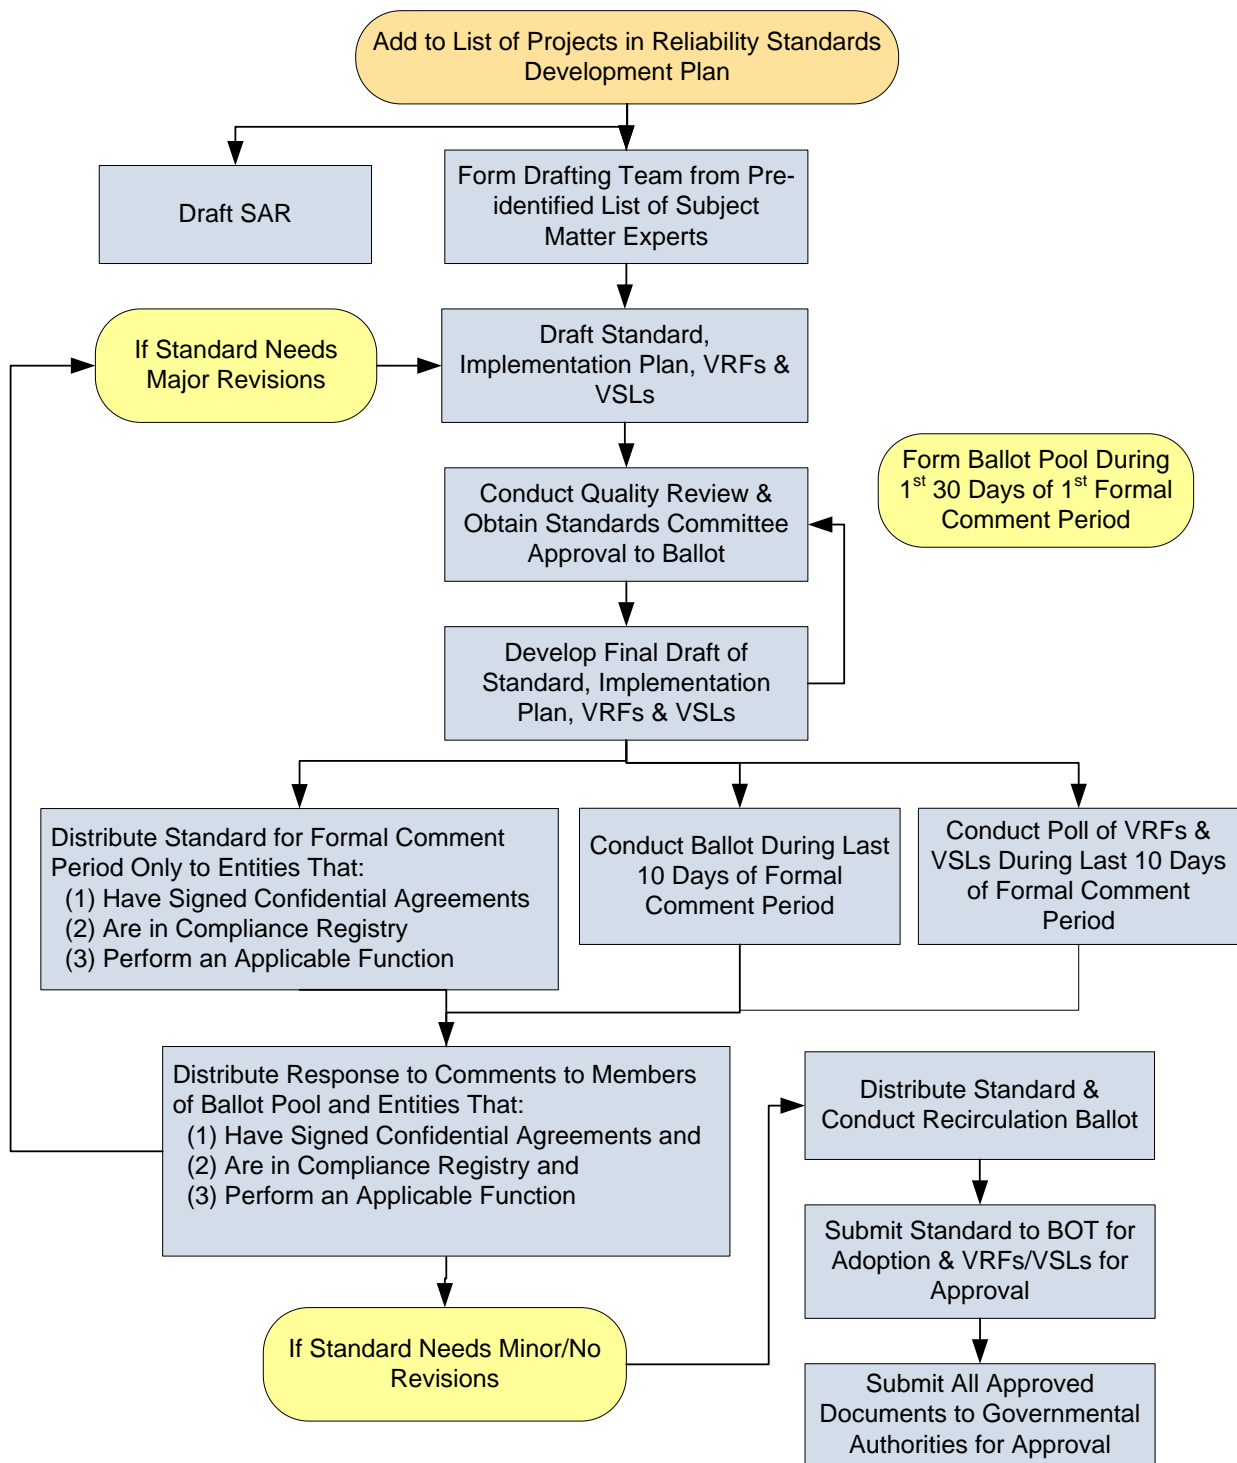 Add to List of Projects in Reliability Standards
Development Plan
Draft SAR
Form Drafting Team from Pre-
identified List of Subject
Matter Experts
If Standard Needs
Major Revisions
Draft Standard,
Implementation Plan, VRFs &
VSLs
Form Ballot Pool During
1st 30 Days of 1st Formal
Comment Period
Conduct Quality Review &
Obtain Standards Committee
Approval to Ballot
Develop Final Draft of
Standard, Implementation
Plan, VRFs & VSLs
Distribute Standard for Formal Comment
Period Only to Entities That:
(1) Have Signed Confidential Agreements
(2) Are in Compliance Registry
(3) Perform an Applicable Function
Conduct Ballot During Last
10 Days of Formal
Comment Period
Conduct Poll of VRFs &
VSLs During Last 10 Days
of Formal Comment
Period
Distribute Response to Comments to Members
of Ballot Pool and Entities That:
(1) Have Signed Confidential Agreements and
(2) Are in Compliance Registry and
(3) Perform an Applicable Function
Distribute Standard &
Conduct Recirculation Ballot
Submit Standard to BOT for
Adoption & VRFs/VSLs for
Approval
If Standard Needs Minor/No
Revisions
Submit All Approved
Documents to Governmental
Authorities for Approval